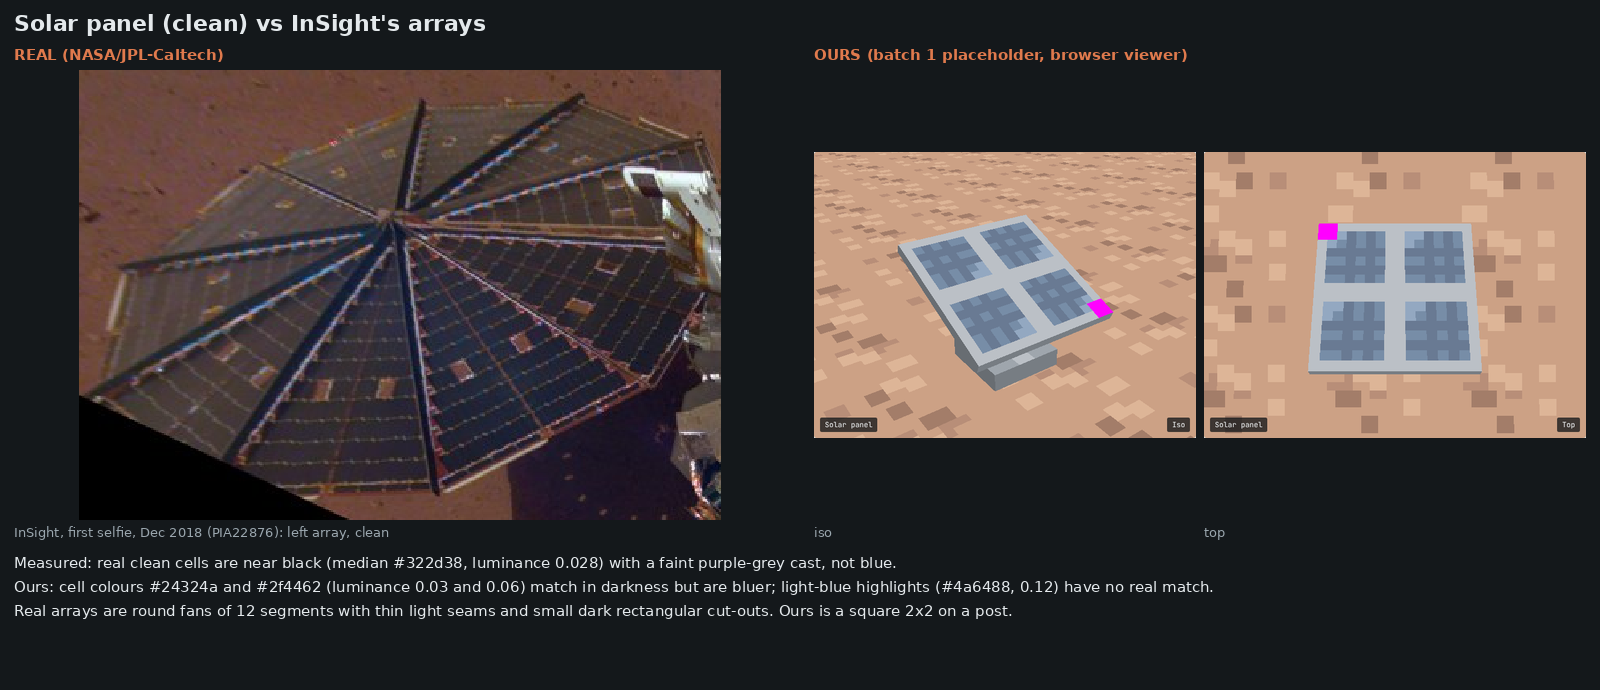 Solar panel (clean) vs InSight's arrays
REAL (NASA/JPL-Caltech)
OURS (batch 1 placeholder, browser viewer)
Solar panel
Iso
Solar panel
Top
InSight, first selfie, Dec 2018 (PIA22876): left array, clean
iso
top
Measured: real clean cells are near black (median #322d38, luminance 0.028) with a faint purple-grey cast, not blue.
Ours: cell colours #24324a and #2f4462 (luminance 0.03 and 0.06) match in darkness but are bluer; light-blue highlights (#4a6488, 0.12) have no real match.
Real arrays are round fans of 12 segments with thin light seams and small dark rectangular cut-outs. Ours is a square 2x2 on a post.